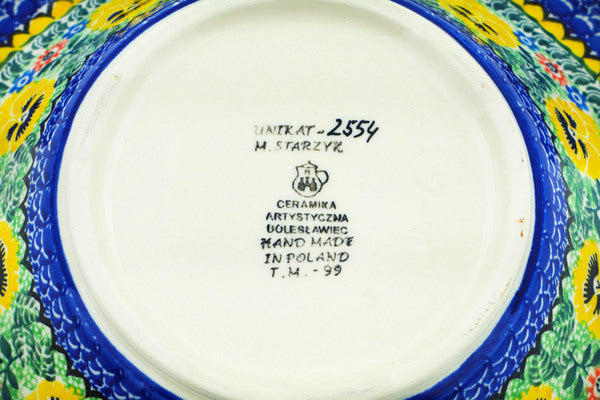 UNIKAT-2554
M. STARZYK
CERAMIKA
ARTYSTYCZNA
BOLESŁAWIEC
HAND MADE
IN POLAND
T.M.-99